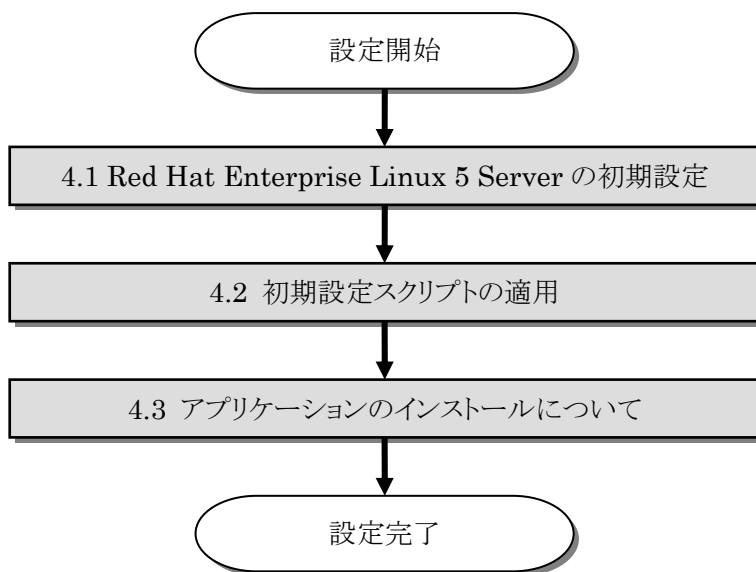 設定開始
4.1 Red Hat Enterprise Linux 5 Server の初期設定
4.2 初期設定スクリプトの適用
4.3 アプリケーションのインストールについて
設定完了